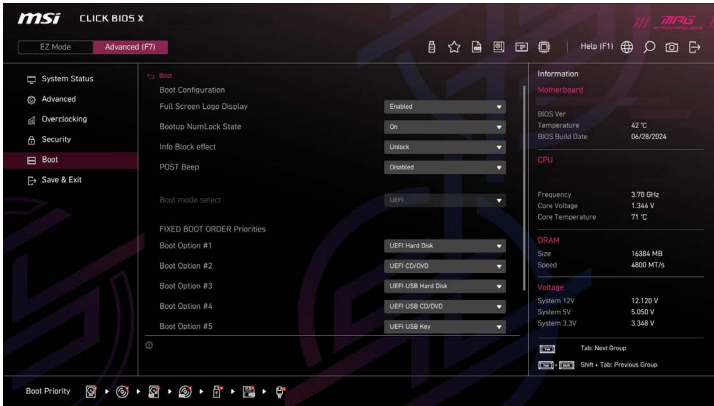 msi CLICK BIOS X
MPG
EZ Mode Advanced (F7)
Help (F1)
System Status
Advanced
Overclocking
Security
Boot
Save & Exit
Boot
Boot Configuration
Full Screen Logo Display Enabled
Bootup NumLock State On
Info Block effect Unlock
POST Beep Disabled
Boot mode select UEFI
FIXED BOOT ORDER Priorities
Boot Option #1 UEFI Hard Disk
Boot Option #2 UEFI CD/DVD
Boot Option #3 UEFI USB Hard Disk
Boot Option #4 UEFI USB CD/DVD
Boot Option #5 UEFI USB Key
Information
Motherboard
BIOS Ver
Temperature 42 °C
BIOS Build Date 06/28/2024
CPU
Frequency 3.70 GHz
Core Voltage 1.344 V
Core Temperature 71 °C
DRAM
Size 16384 MB
Speed 4800 MT/s
Voltage
System 12V 12.120 V
System 5V 5.050 V
System 3.3V 3.348 V
Tab Tab: Next Group
Tab + Shift Shift + Tab: Previous Group
Boot Priority